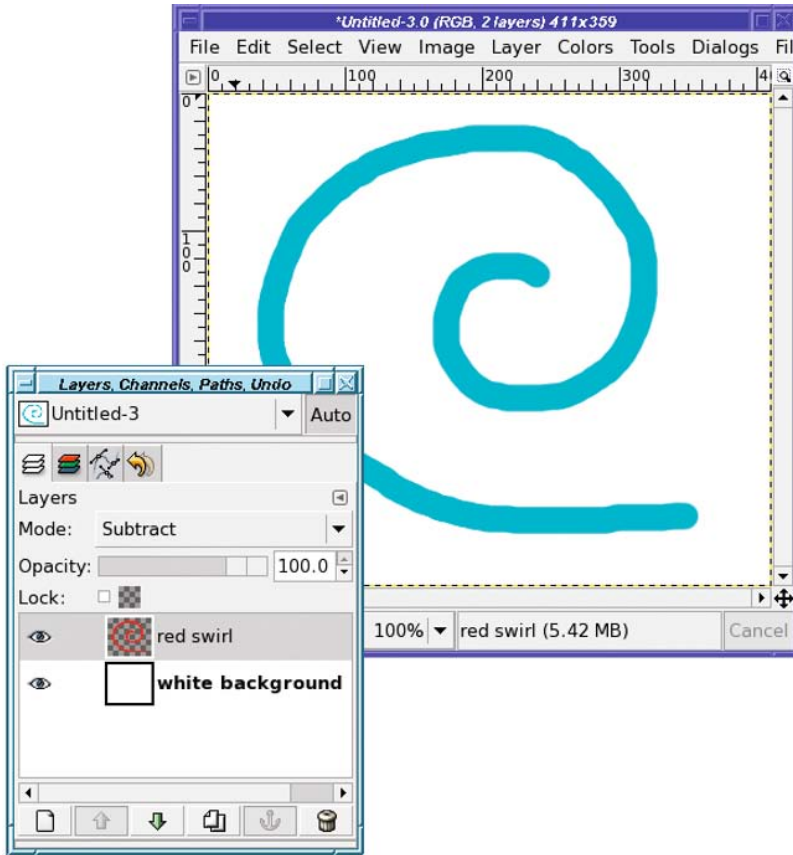 *Untitled-3.0 (RGB, 2 layers) 411x359
File Edit Select View Image Layer Colors Tools Dialogs Fil
0 100 200 300 4
0
100
Layers, Channels, Paths, Undo
Untitled-3 Auto
Layers
Mode: Subtract
Opacity: 100.0
Lock:
red swirl
white background
100% red swirl (5.42 MB) Cancel